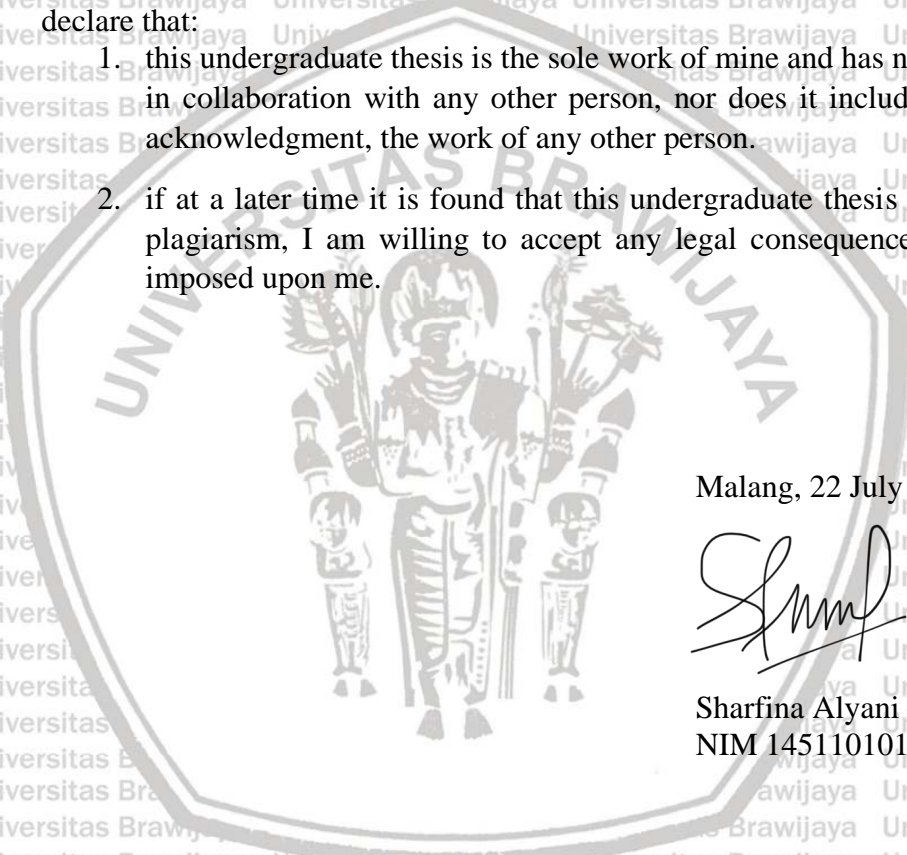 declare that:
1. this undergraduate thesis is the sole work of mine and has
in collaboration with any other person, nor does it
acknowledgment, the work of any other person.
2. if at a later time it is found that this undergraduate thesis
plagiarism, I am willing to accept any legal
imposed upon me.
UNIVERSITAS BRAWIJAYA
Malang, 22 July
Sharfina Alyani
NIM 145110101